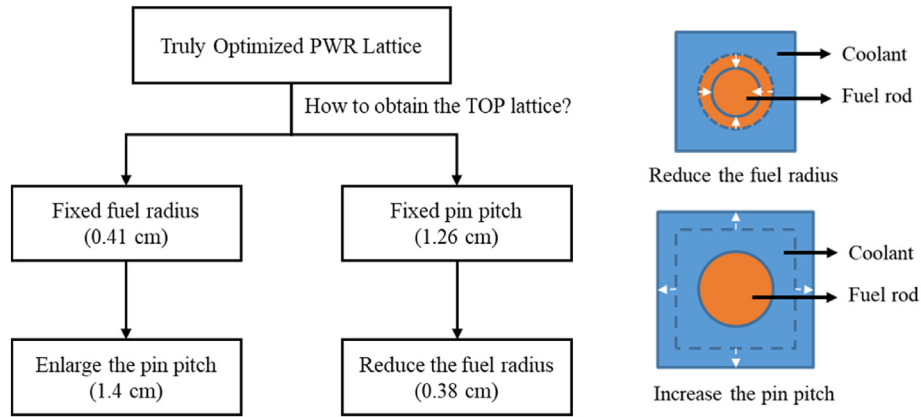 Truly Optimized PWR Lattice
How to obtain the TOP lattice?
Fixed fuel radius
(0.41 cm)
Fixed pin pitch
(1.26 cm)
Enlarge the pin pitch
(1.4 cm)
Reduce the fuel radius
(0.38 cm)
Coolant
Fuel rod
Reduce the fuel radius
Coolant
Fuel rod
Increase the pin pitch